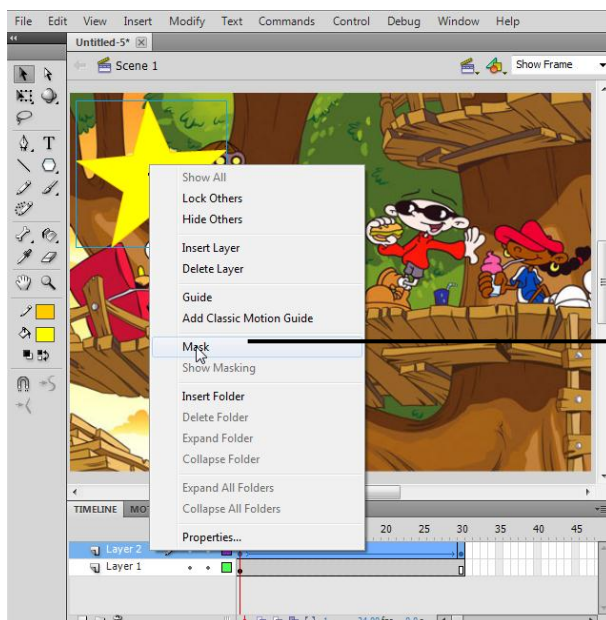 File Edit View Insert Modify Text Commands Control Debug Window Help
Untitled-5*
Scene 1
Show Frame
T
Show All
Lock Others
Hide Others
Insert Layer
Delete Layer
Guide
Add Classic Motion Guide
Mask
Show Masking
Insert Folder
Delete Folder
Expand Folder
Collapse Folder
Expand All Folders
Collapse All Folders
Properties...
TIMELINE MO
20 25 30 35 40 45
Layer 2
Layer 1